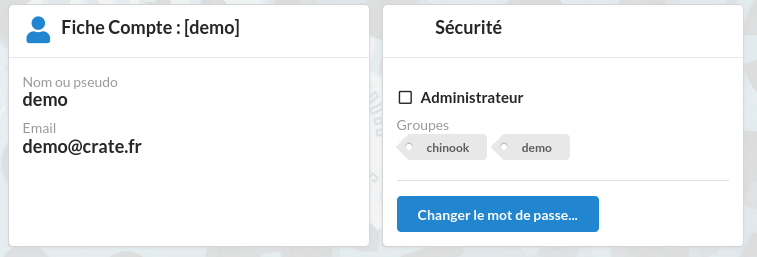 Fiche Compte : [demo]
Nom ou pseudo
demo
Email
demo@crate.fr
Sécurité
Administrateur
Groupes
chinook
demo
Changer le mot de passe...